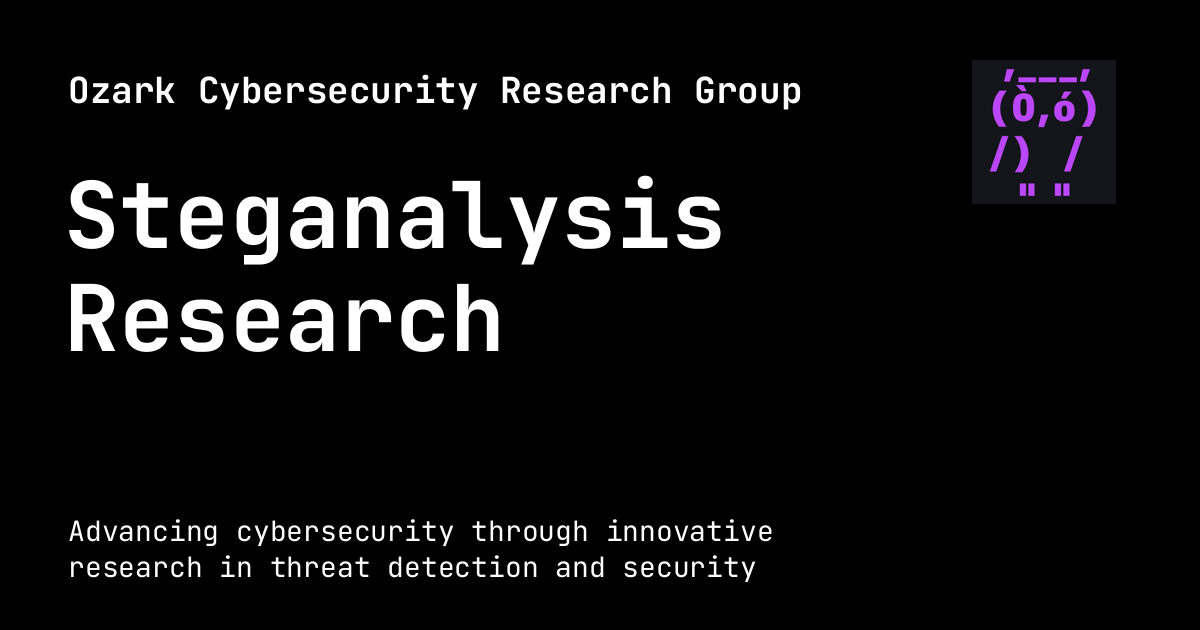 Ozark Cybersecurity Research Group
,___,
(Ò,ó)
/)  /
" "
Steganalysis
Research
Advancing cybersecurity through innovative
research in threat detection and security